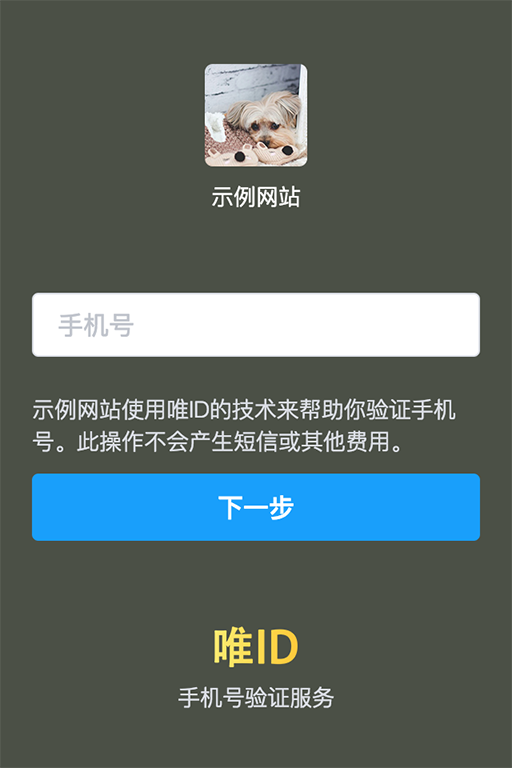 示例网站
手机号
示例网站使用唯ID的技术来帮助你验证手机
号。此操作不会产生短信或其他费用。
下一步
唯ID
手机号验证服务